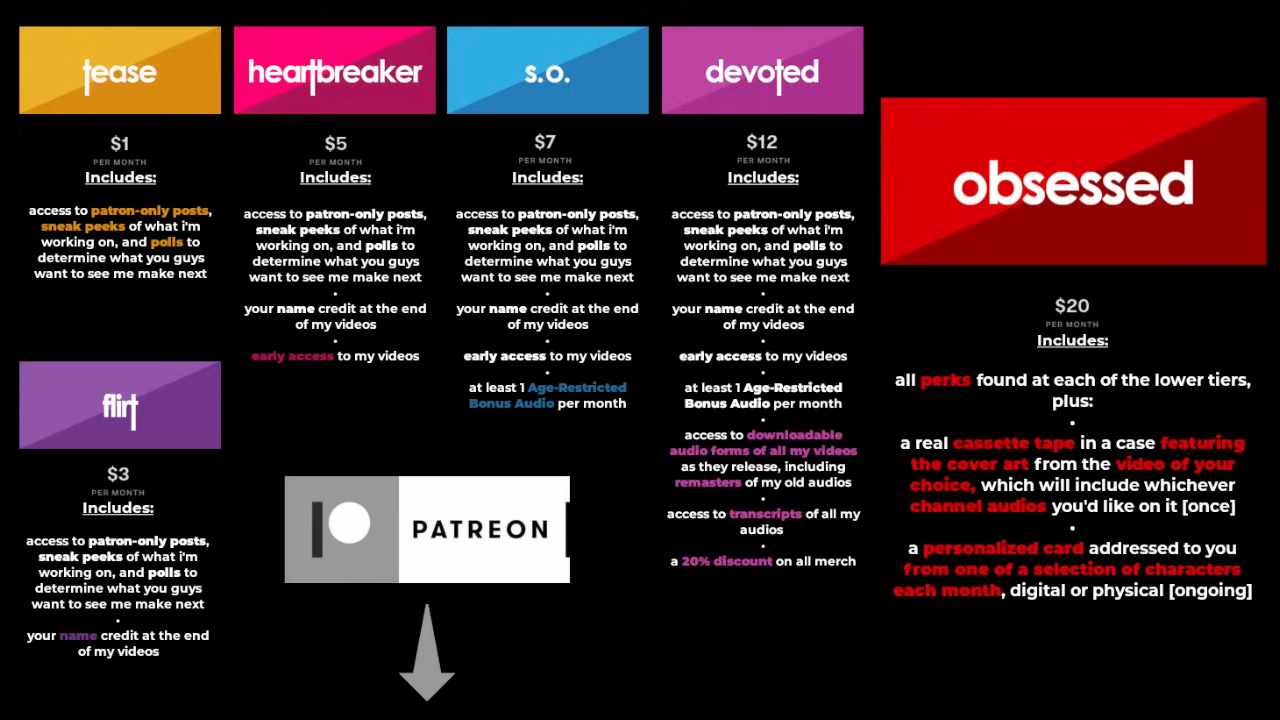 tease
$1
PER MONTH
Includes:
access to patron-only posts,
sneak peeks of what i'm
working on, and polls to
determine what you guys
want to see me make next
flirt
$3
PER MONTH
Includes:
access to patron-only posts,
sneak peeks of what i'm
working on, and polls to
determine what you guys
want to see me make next
•
your name credit at the end
of my videos
heartbreaker
$5
PER MONTH
Includes:
access to patron-only posts,
sneak peeks of what i'm
working on, and polls to
determine what you guys
want to see me make next
•
your name credit at the end
of my videos
•
early access to my videos
s.o.
$7
PER MONTH
Includes:
access to patron-only posts,
sneak peeks of what i'm
working on, and polls to
determine what you guys
want to see me make next
•
your name credit at the end
of my videos
•
early access to my videos
•
at least 1 Age-Restricted
Bonus Audio per month
PATREON
devoted
$12
PER MONTH
Includes:
access to patron-only posts,
sneak peeks of what i'm
working on, and polls to
determine what you guys
want to see me make next
•
your name credit at the end
of my videos
•
early access to my videos
•
at least 1 Age-Restricted
Bonus Audio per month
•
access to downloadable
audio forms of all my videos
as they release, including
remasters of my old audios
•
access to transcripts of all my
audios
•
a 20% discount on all merch
obsessed
$20
PER MONTH
Includes:
all perks found at each of the lower tiers,
plus:
•
a real cassette tape in a case featuring
the cover art from the video of your
choice, which will include whichever
channel audios you'd like on it [once]
•
a personalized card addressed to you
from one of a selection of characters
each month, digital or physical [ongoing]